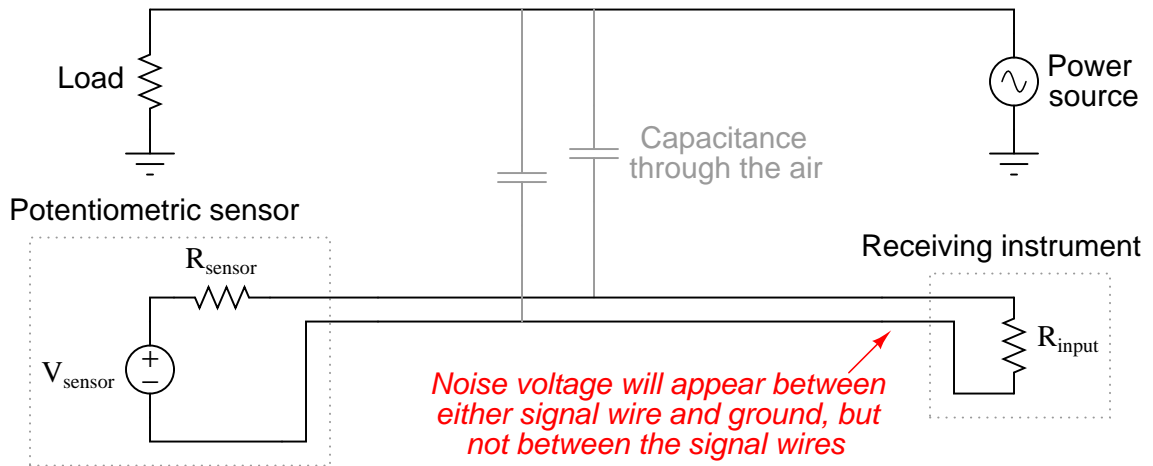 Load
Power
source
Capacitance
through the air
Potentiometric sensor
Receiving instrument
Rsensor
+
−
Vsensor
Rinput
Noise voltage will appear between
either signal wire and ground, but
not between the signal wires